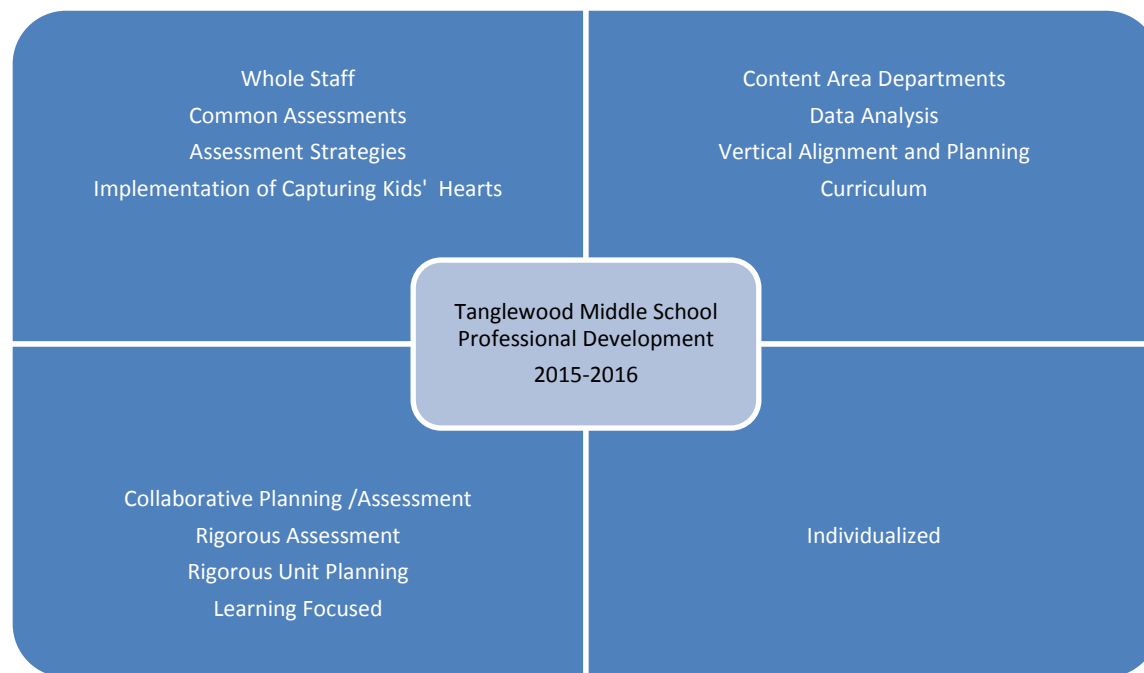 Whole Staff
Common Assessments
Assessment Strategies
Implementation of Capturing Kids' Hearts
Content Area Departments
Data Analysis
Vertical Alignment and Planning
Curriculum
Tanglewood Middle School
Professional Development
2015-2016
Collaborative Planning /Assessment
Rigorous Assessment
Rigorous Unit Planning
Learning Focused
Individualized